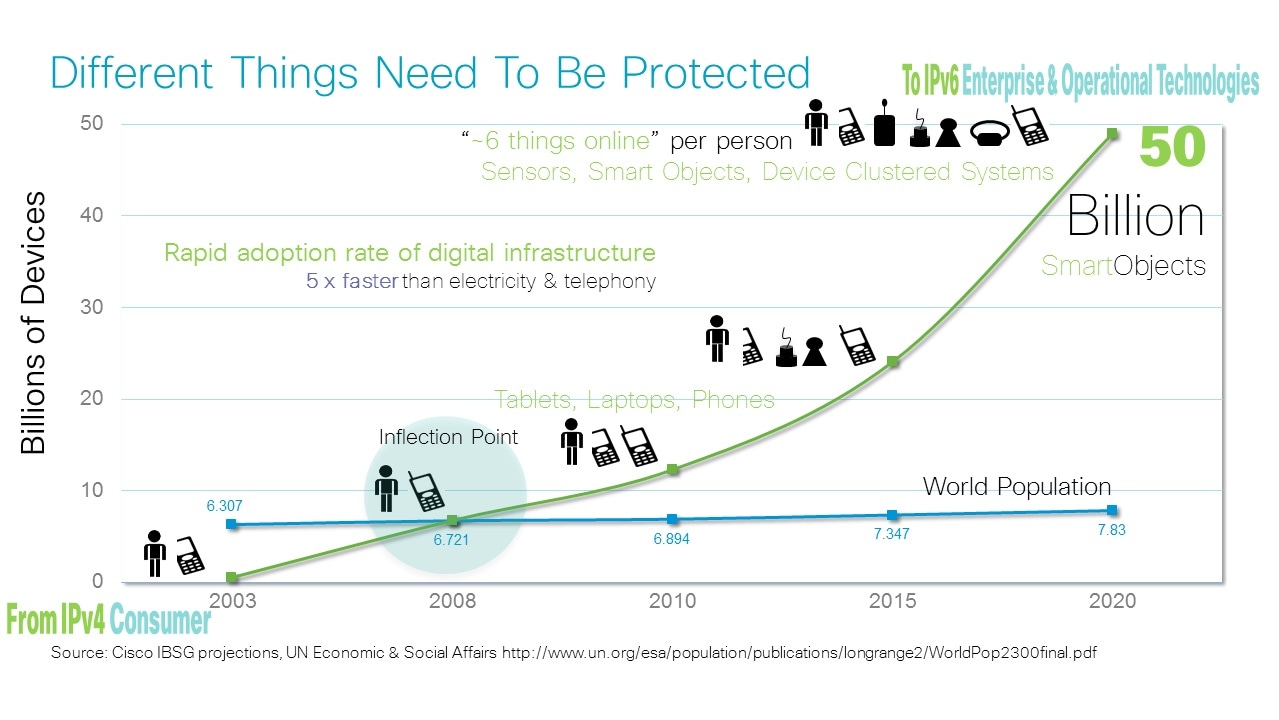 Different Things Need To Be Protected
To IPv6 Enterprise & Operational Technologies
50
“~6 things online” per person
50
Sensors, Smart Objects, Device Clustered Systems
40
Billion
Rapid adoption rate of digital infrastructure
SmartObjects
5 x faster than electricity & telephony
30
Billions of Devices
20
Tablets, Laptops, Phones
Inflection Point
10
World Population
6.307
6.721
6.894
7.347
7.83
0
2003
2008
2010
2015
2020
From IPv4 Consumer
Source: Cisco IBSG projections, UN Economic & Social Affairs http://www.un.org/esa/population/publications/longrange2/WorldPop2300final.pdf